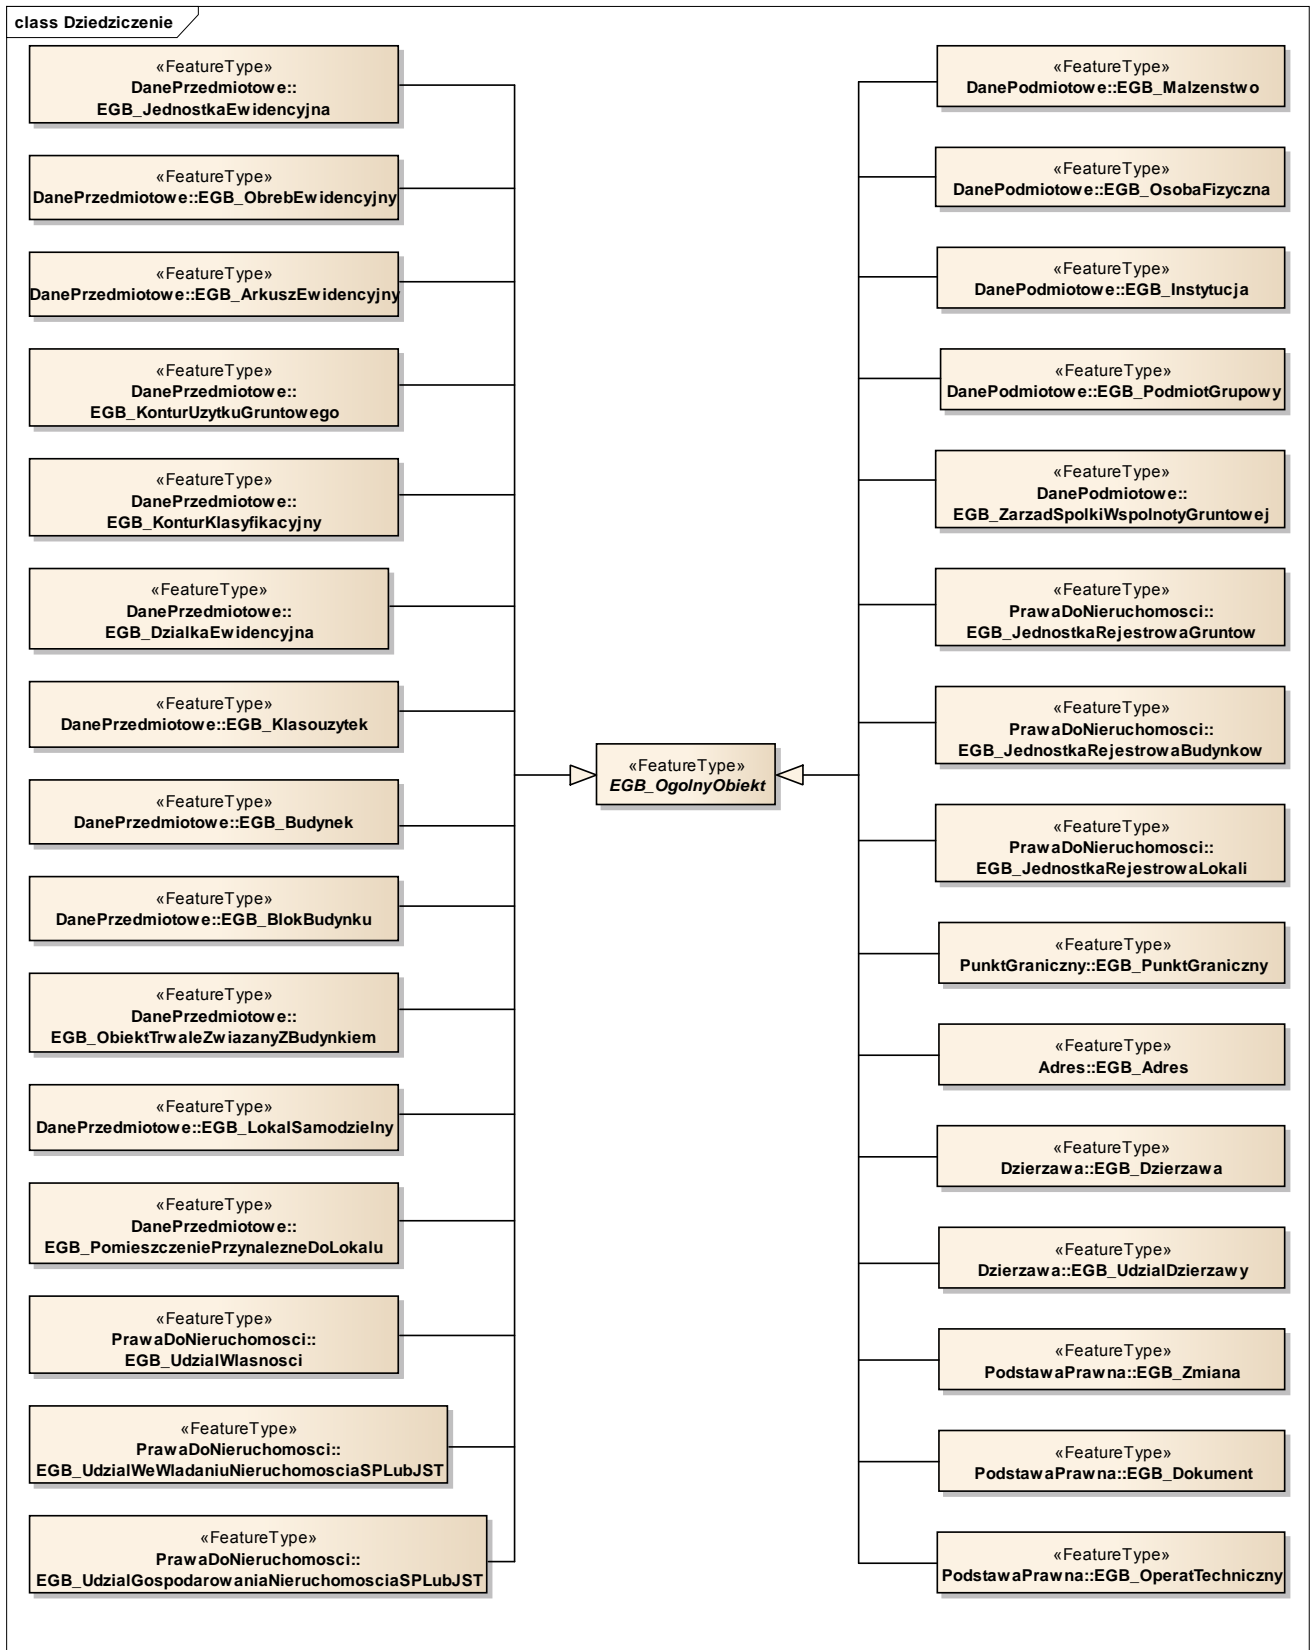 class Dziedziczenie
«FeatureType»
DanePrzedmiotowe::
EGB_JednostkaEwidencyjna
«FeatureType»
DanePrzedmiotowe::EGB_ObrebEwidencyjny
«FeatureType»
DanePrzedmiotowe::EGB_ArkuszEwidencyjny
«FeatureType»
DanePrzedmiotowe::
EGB_KonturUzytkuGruntowego
«FeatureType»
DanePrzedmiotowe::
EGB_KonturKlasyfikacyjny
«FeatureType»
DanePrzedmiotowe::
EGB_DzialkaEwidencyjna
«FeatureType»
DanePrzedmiotowe::EGB_Klasouzytek
«FeatureType»
DanePrzedmiotowe::EGB_Budynek
«FeatureType»
DanePrzedmiotowe::EGB_BlokBudynku
«FeatureType»
DanePrzedmiotowe::
EGB_ObiektTrwaleZwiazanyZBudynkiem
«FeatureType»
DanePrzedmiotowe::EGB_LokalSamodzielny
«FeatureType»
DanePrzedmiotowe::
EGB_PomieszczeniePrzynalezneDoLokalu
«FeatureType»
PrawaDoNieruchomosci::
EGB_UdzialWlasnosci
«FeatureType»
PrawaDoNieruchomosci::
EGB_UdzialWeWladaniuNieruchomosciaSPLubJST
«FeatureType»
PrawaDoNieruchomosci::
EGB_UdzialGospodarowaniaNieruchomosciaSPLubJST
«FeatureType»
EGB_OgolnyObiekt
«FeatureType»
DanePodmiotowe::EGB_Malzenstwo
«FeatureType»
DanePodmiotowe::EGB_OsobaFizyczna
«FeatureType»
DanePodmiotowe::EGB_Instytucja
«FeatureType»
DanePodmiotowe::EGB_PodmiotGrupowy
«FeatureType»
DanePodmiotowe::
EGB_ZarzadSpolkiWspolnotyGruntowej
«FeatureType»
PrawaDoNieruchomosci::
EGB_JednostkaRejestrowaGruntow
«FeatureType»
PrawaDoNieruchomosci::
EGB_JednostkaRejestrowaBudynkow
«FeatureType»
PrawaDoNieruchomosci::
EGB_JednostkaRejestrowaLokali
«FeatureType»
PunktGraniczny::EGB_PunktGraniczny
«FeatureType»
Adres::EGB_Adres
«FeatureType»
Dzierzawa::EGB_Dzierzawa
«FeatureType»
Dzierzawa::EGB_UdzialDzierzawy
«FeatureType»
PodstawaPrawna::EGB_Zmiana
«FeatureType»
PodstawaPrawna::EGB_Dokument
«FeatureType»
PodstawaPrawna::EGB_OperatTechniczny